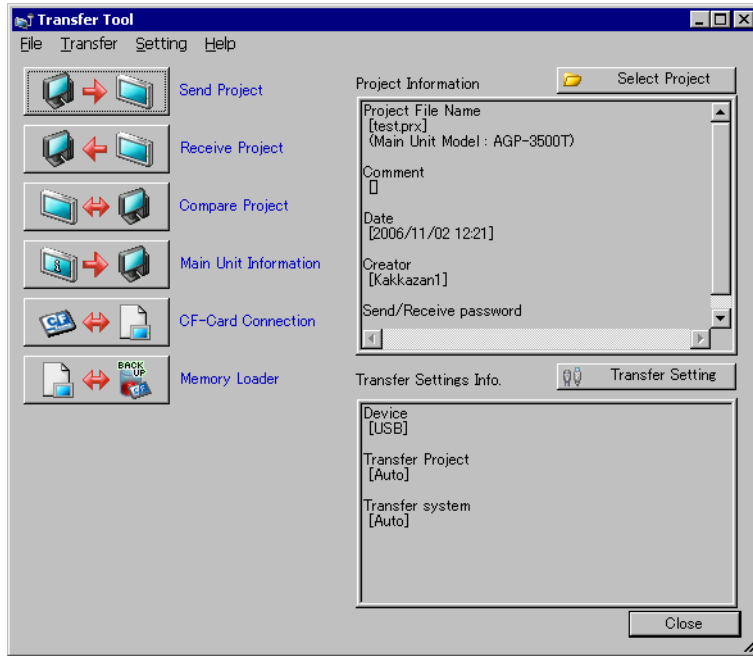 Transfer Tool
File Transfer Setting Help
Send Project
Receive Project
Compare Project
Main Unit Information
CF-Card Connection
CF
Memory Loader
BACK
UP
CF
Project Information
Select Project
Project File Name
[test.prx]
(Main Unit Model : AGP-3500T)
Comment
[]
Date
[2006/11/02 12:21]
Creator
[Kakkazan1]
Send/Receive password
Transfer Settings Info.
Transfer Setting
Device
[USB]
Transfer Project
[Auto]
Transfer system
[Auto]
Close